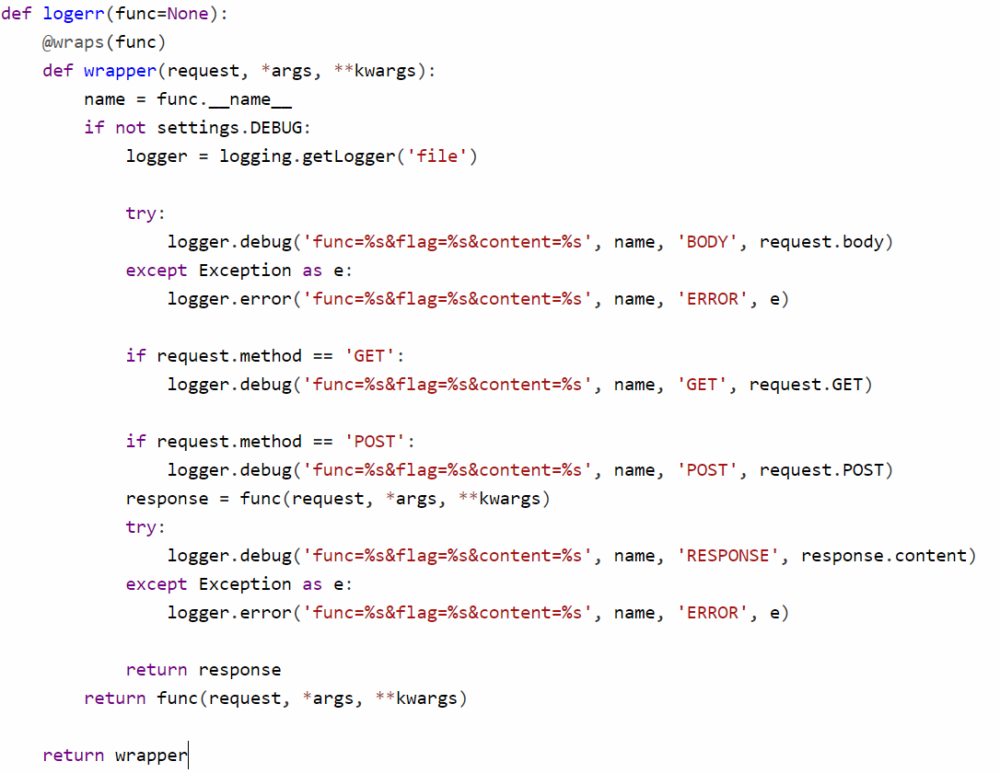 def logerr(func=None):
    @wraps(func)
    def wrapper(request, *args, **kwargs):
        name = func.__name__
        if not settings.DEBUG:
            logger = logging.getLogger('file')

            try:
                logger.debug('func=%s&flag=%s&content=%s', name, 'BODY', request.body)
            except Exception as e:
                logger.error('func=%s&flag=%s&content=%s', name, 'ERROR', e)

            if request.method == 'GET':
                logger.debug('func=%s&flag=%s&content=%s', name, 'GET', request.GET)

            if request.method == 'POST':
                logger.debug('func=%s&flag=%s&content=%s', name, 'POST', request.POST)
            response = func(request, *args, **kwargs)
            try:
                logger.debug('func=%s&flag=%s&content=%s', name, 'RESPONSE', response.content)
            except Exception as e:
                logger.error('func=%s&flag=%s&content=%s', name, 'ERROR', e)

            return response
        return func(request, *args, **kwargs)

    return wrapper